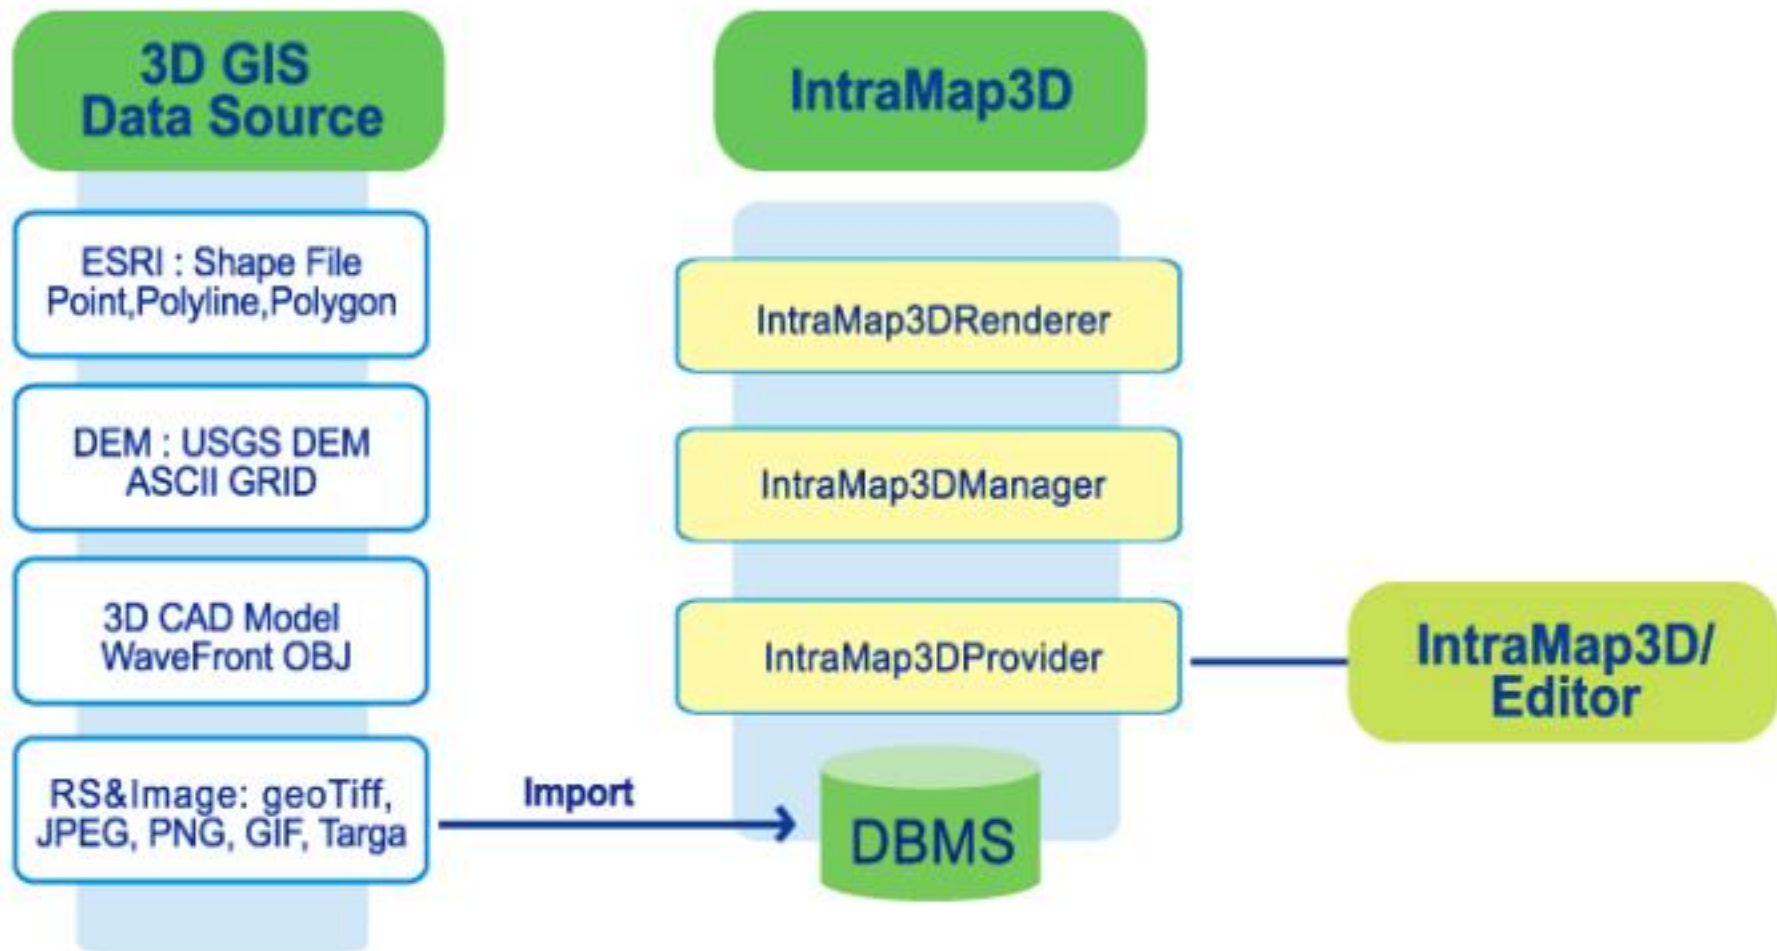 3D GIS
Data Source
ESRI : Shape File
Point,Polyline,Polygon
DEM : USGS DEM
ASCII GRID
3D CAD Model
WaveFront OBJ
RS&Image: geoTiff,
JPEG, PNG, GIF, Targa
Import
IntraMap3D
IntraMap3DRenderer
IntraMap3DManager
IntraMap3DProvider
DBMS
IntraMap3D/
Editor